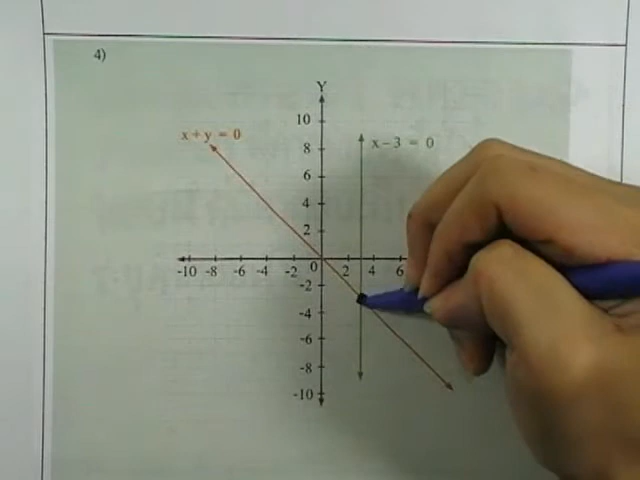 4)
Y
10
x + y = 0
8
x – 3 = 0
6
4
2
-10 -8 -6 -4 -2 0 2 4 6
-2
-4
-6
-8
-10